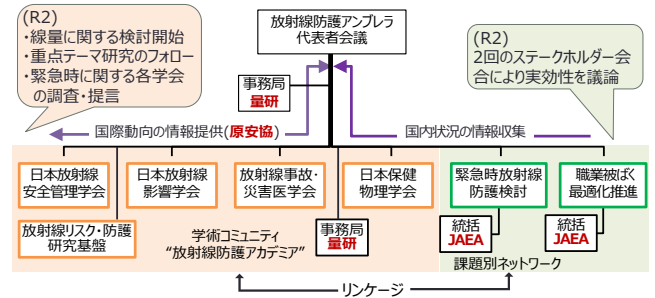 (R2)
・線量に関する検討開始
・重点テーマ研究のフォロー
・緊急時に関する各学会
の調査・提言
放射線防護アンブレラ
代表者会議
(R2)
2回のステークホルダー会
合により実効性を議論
事務局
量研
国際動向の情報提供(原安協)
国内状況の情報収集
日本放射線
安全管理学会
日本放射線
影響学会
放射線事故・
災害医学会
日本保健
物理学会
緊急時放射線
防護検討
職業被ばく
最適化推進
放射線リスク・防護
研究基盤
学術コミュニティ
“放射線防護アカデミア”
事務局
量研
統括
JAEA
統括
JAEA
課題別ネットワーク
リンケージ